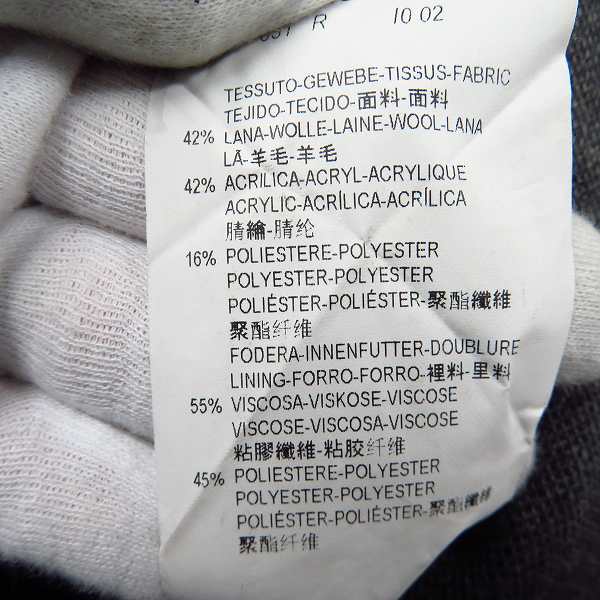 R IO 02
TESSUTO-GEWEBE-TISSUS-FABRIC
TEJIDO-TECIDO-面料-面料
42% LANA-WOLLE-LAINE-WOOL-LANA
LÃ-羊毛-羊毛
42% ACRILICA-ACRYL-ACRYLIQUE
ACRYLIC-ACRÍLICA-ACRÍLICA
腈綸-腈纶
16% POLIESTERE-POLYESTER
POLYESTER-POLYESTER
POLIÉSTER-POLIÉSTER-聚酯纖維
聚酯纤维
FODERA-INNENFUTTER-DOUBLURE
LINING-FORRO-FORRO-裡料-里料
55% VISCOSA-VISKOSE-VISCOSE
VISCOSE-VISCOSA-VISCOSE
粘膠纖維-粘胶纤维
45% POLIESTERE-POLYESTER
POLYESTER-POLYESTER
POLIÉSTER-POLIÉSTER-聚酯纖維
聚酯纤维